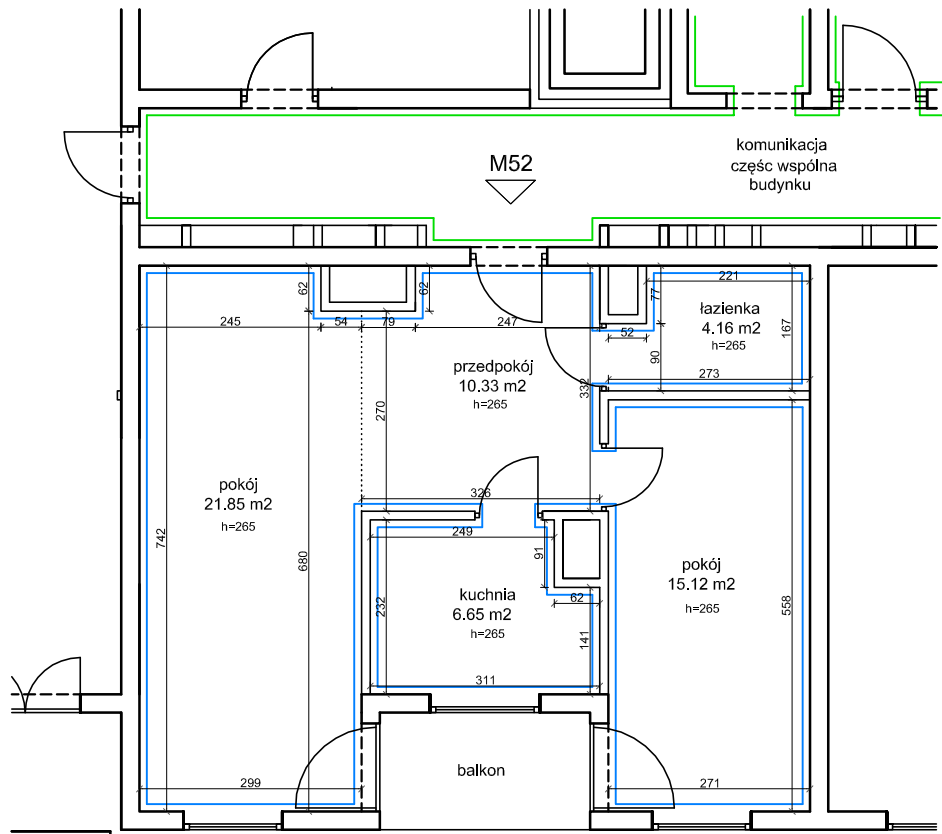 M52
komunikacja
częśc wspólna
budynku
62
62
77
221
łazienka
4.16 m2
h=265
167
245
54
79
247
52
90
273
przedpokój
10.33 m2
h=265
332
270
pokój
21.85 m2
h=265
326
249
91
742
680
232
kuchnia
6.65 m2
h=265
62
141
311
pokój
15.12 m2
h=265
558
balkon
299
271